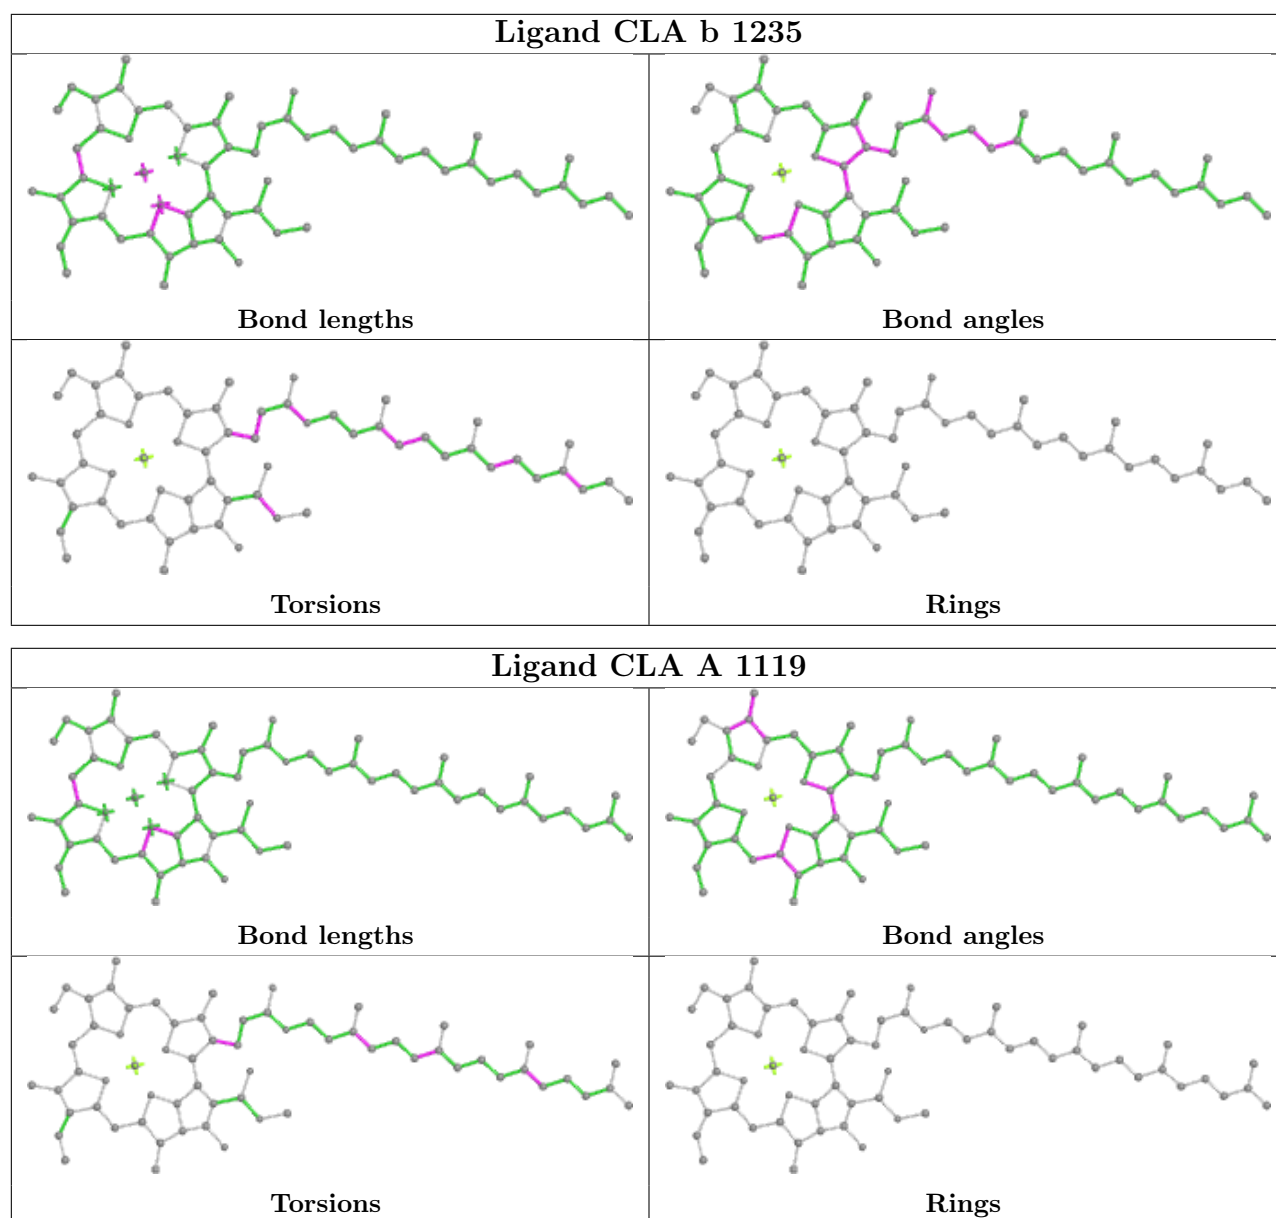 Ligand CLA b 1235
Bond lengths
Bond angles
Torsions
Rings
Ligand CLA A 1119
Bond lengths
Bond angles
Torsions
Rings